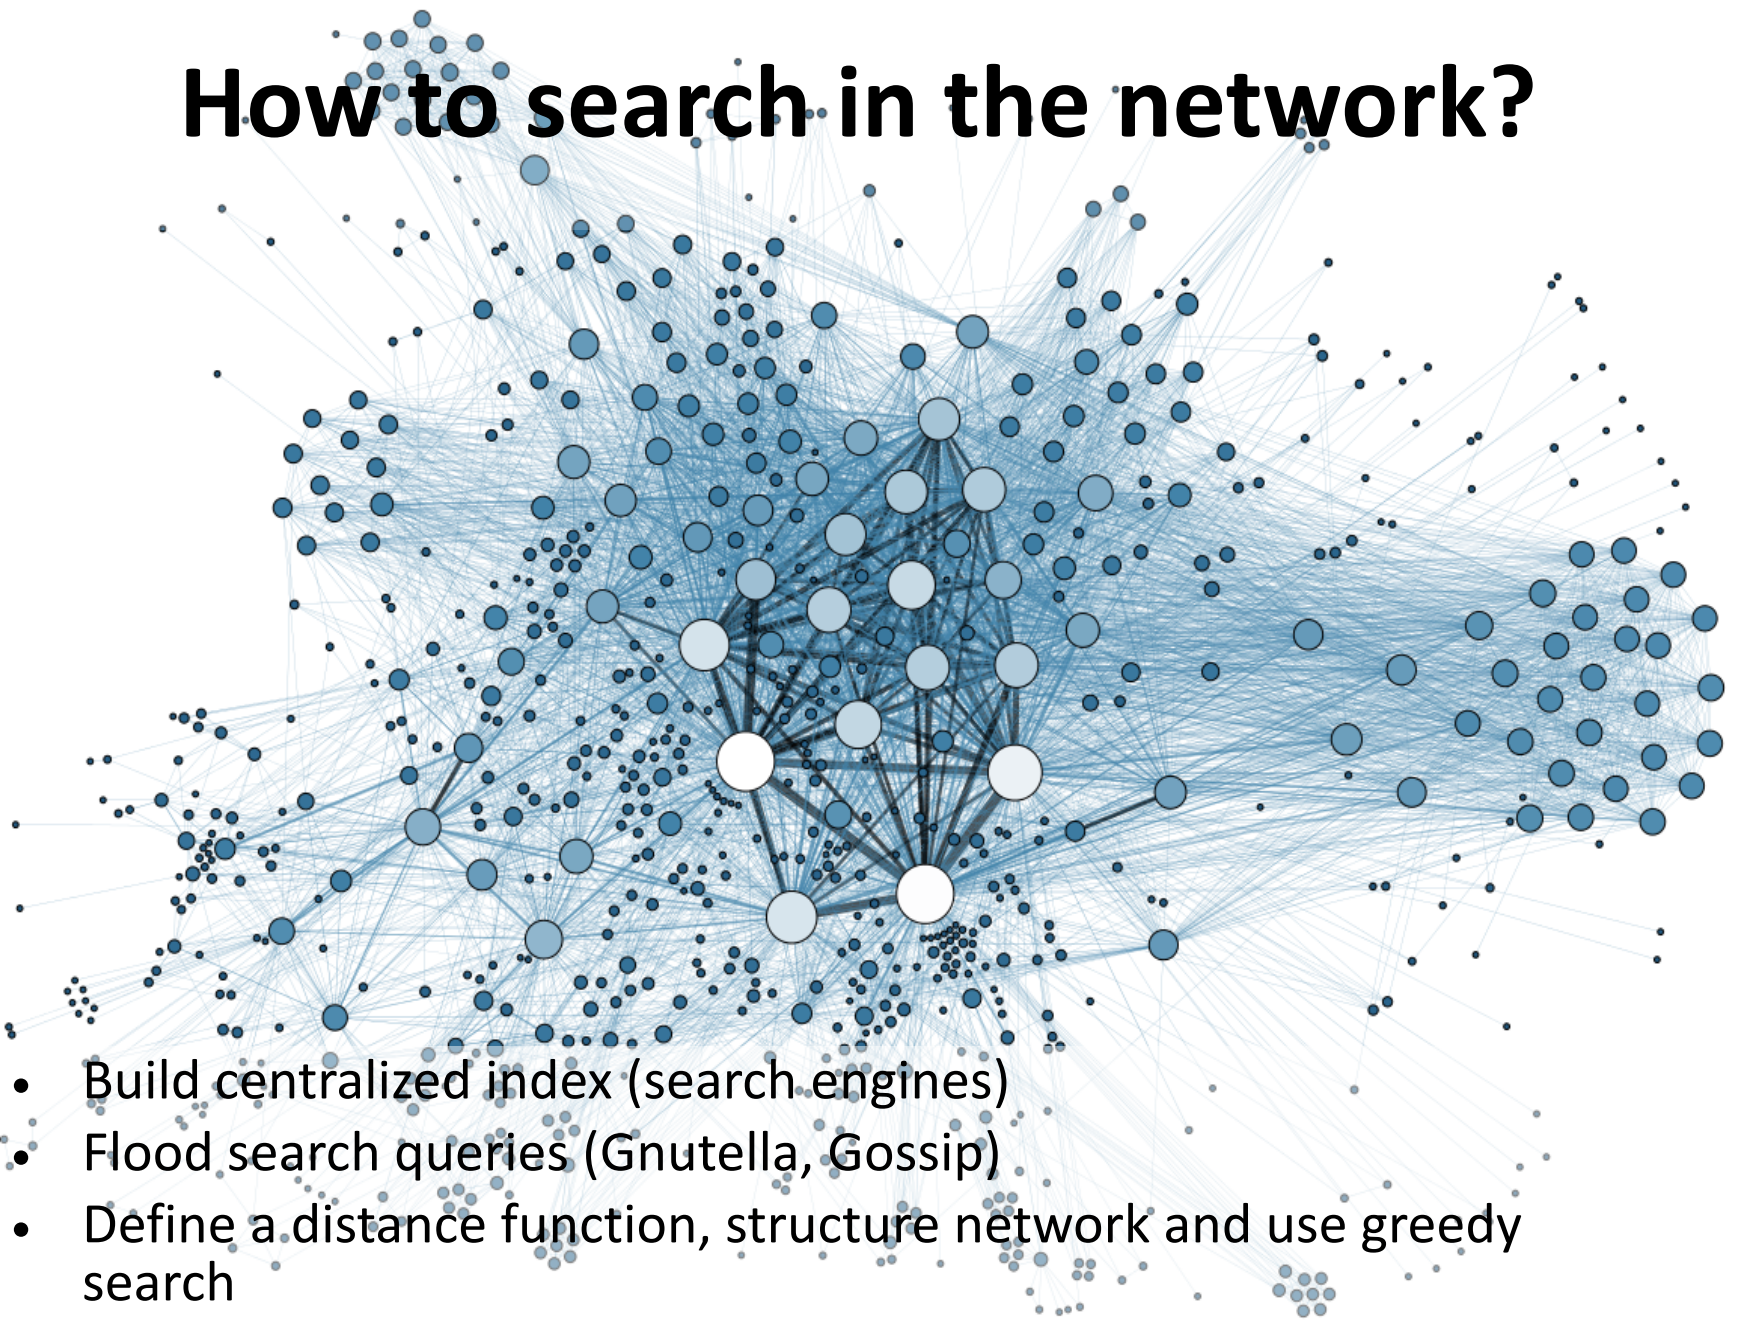 How to search in the network?
• Build centralized index (search engines)
• Flood search queries (Gnutella, Gossip)
• Define a distance function, structure network and use greedy
search